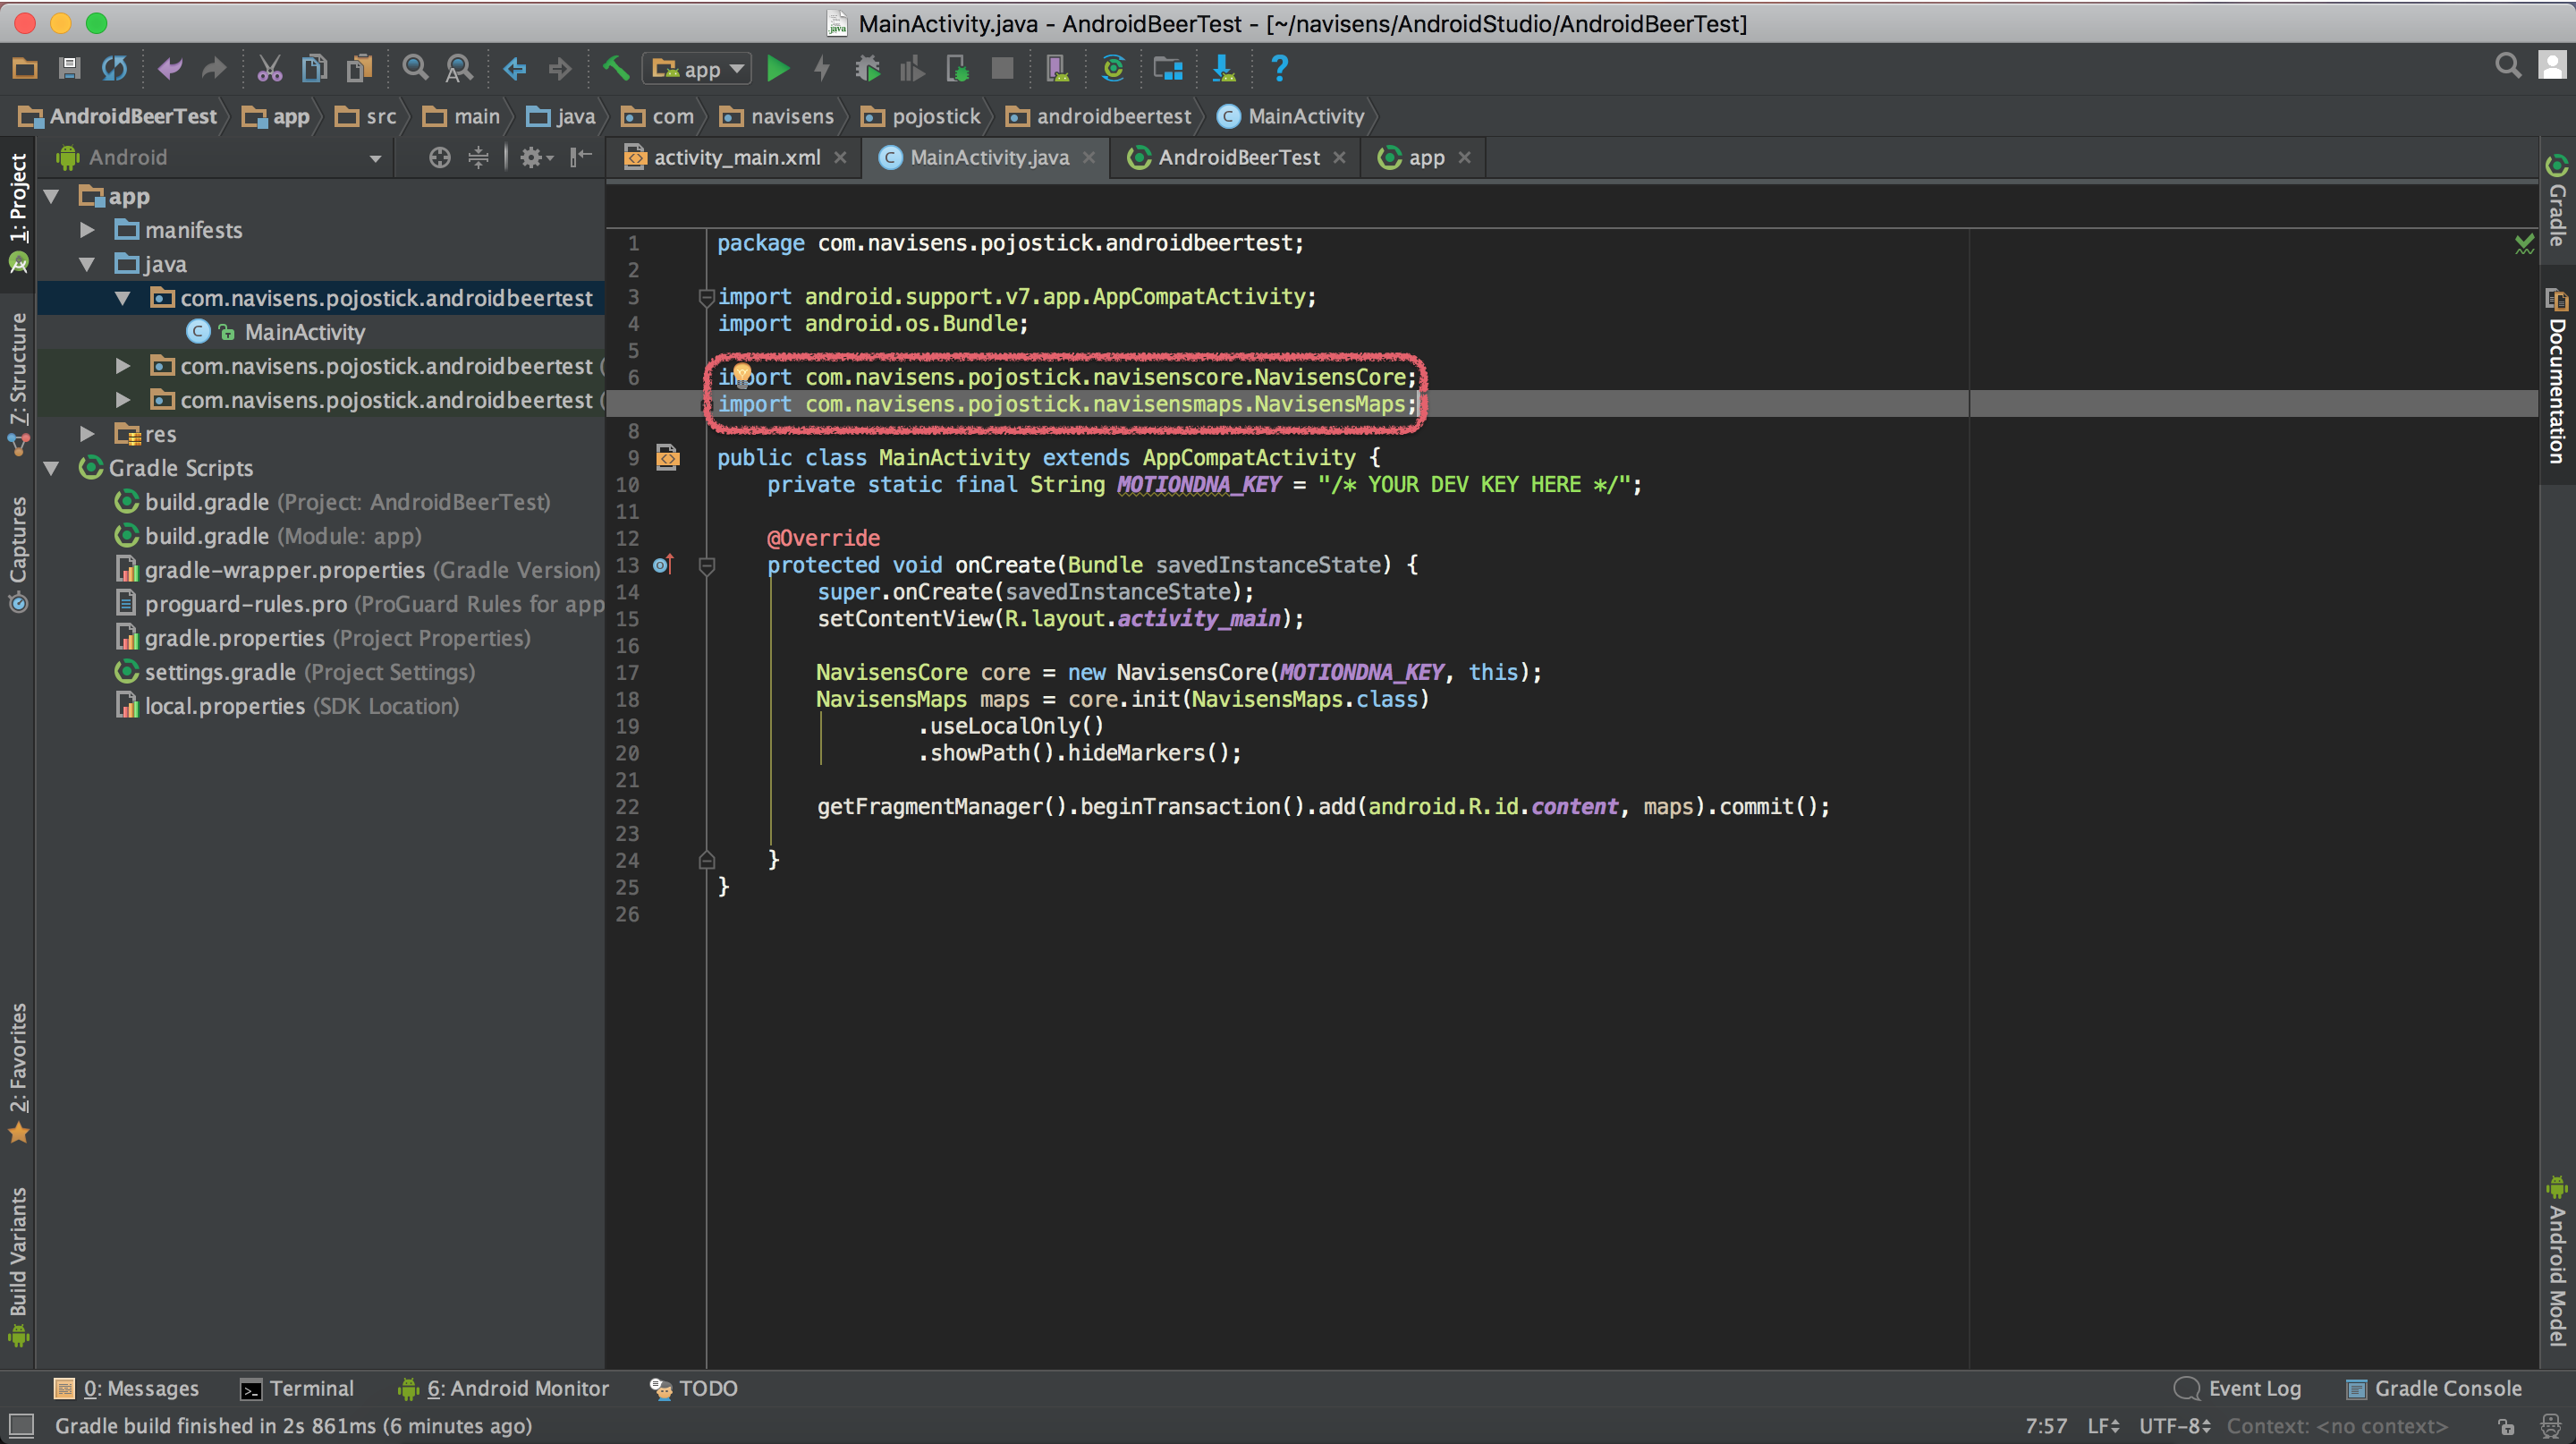 MainActivity.java - AndroidBeerTest - [~/navisens/AndroidStudio/AndroidBeerTest]
app
AndroidBeerTest app src main java com navisens pojostick androidbeertest MainActivity
Android
activity_main.xml MainActivity.java AndroidBeerTest app
1: Project
7: Structure
Captures
2: Favorites
Build Variants
app
manifests
java
com.navisens.pojostick.androidbeertest
MainActivity
com.navisens.pojostick.androidbeertest (
com.navisens.pojostick.androidbeertest (
res
Gradle Scripts
build.gradle (Project: AndroidBeerTest)
build.gradle (Module: app)
gradle-wrapper.properties (Gradle Version)
proguard-rules.pro (ProGuard Rules for app
gradle.properties (Project Properties)
settings.gradle (Project Settings)
local.properties (SDK Location)
1 package com.navisens.pojostick.androidbeertest;
2
3 import android.support.v7.app.AppCompatActivity;
4 import android.os.Bundle;
5
6 import com.navisens.pojostick.navisenscore.NavisensCore;
import com.navisens.pojostick.navisensmaps.NavisensMaps;
8
9 public class MainActivity extends AppCompatActivity {
10 private static final String MOTIONDNA_KEY = "/* YOUR DEV KEY HERE */";
11
12 @Override
13 protected void onCreate(Bundle savedInstanceState) {
14 super.onCreate(savedInstanceState);
15 setContentView(R.layout.activity_main);
16
17 NavisensCore core = new NavisensCore(MOTIONDNA_KEY, this);
18 NavisensMaps maps = core.init(NavisensMaps.class)
19 .useLocalOnly()
20 .showPath().hideMarkers();
21
22 getFragmentManager().beginTransaction().add(android.R.id.content, maps).commit();
23
24 }
25 }
26
Gradle
Documentation
Android Model
0: Messages Terminal 6: Android Monitor TODO Event Log Gradle Console
Gradle build finished in 2s 861ms (6 minutes ago) 7:57 LF UTF-8 Context: <no context>